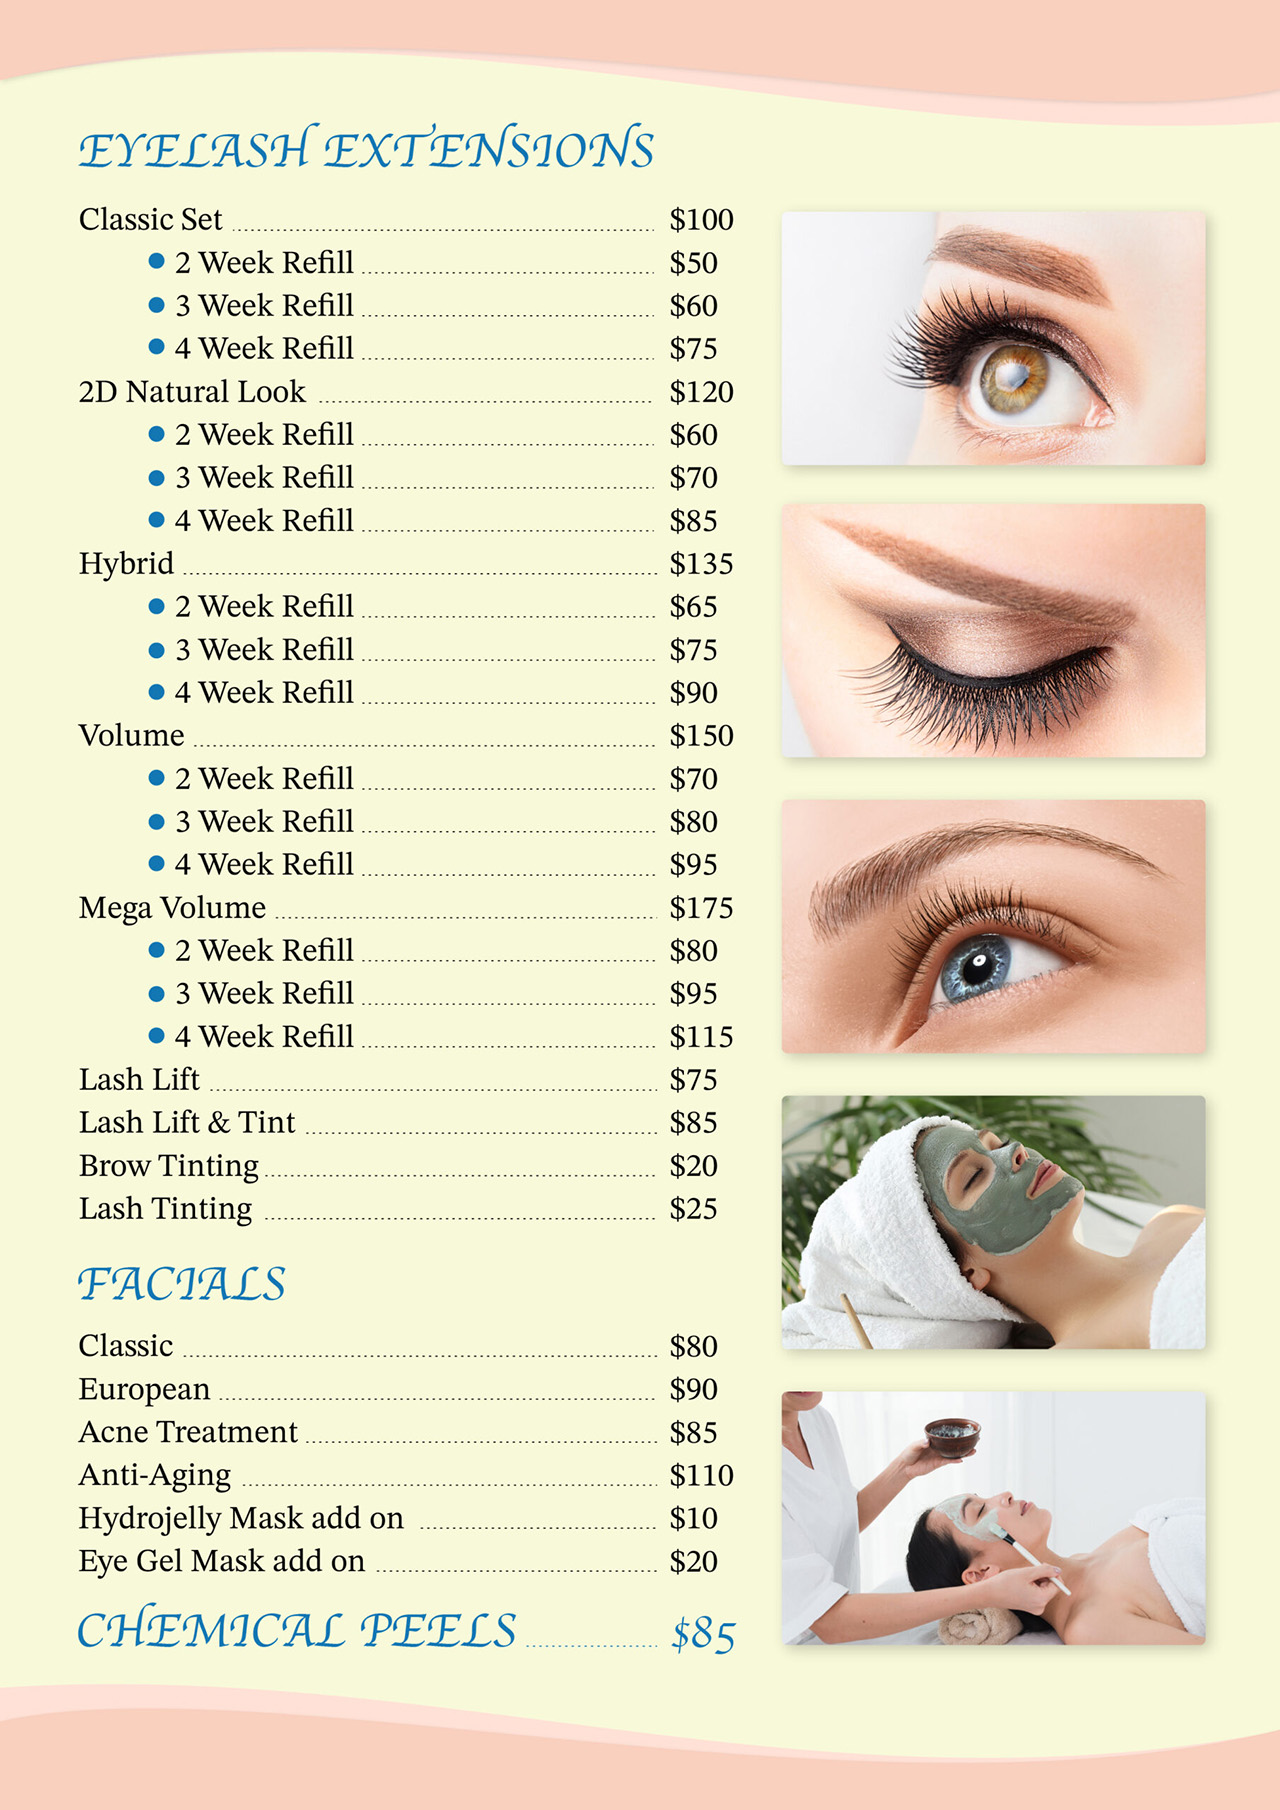 EYELASH EXTENSIONS
Classic Set $100
● 2 Week Refill $50
● 3 Week Refill $60
● 4 Week Refill $75
2D Natural Look $120
● 2 Week Refill $60
● 3 Week Refill $70
● 4 Week Refill $85
Hybrid $135
● 2 Week Refill $65
● 3 Week Refill $75
● 4 Week Refill $90
Volume $150
● 2 Week Refill $70
● 3 Week Refill $80
● 4 Week Refill $95
Mega Volume $175
● 2 Week Refill $80
● 3 Week Refill $95
● 4 Week Refill $115
Lash Lift $75
Lash Lift & Tint $85
Brow Tinting $20
Lash Tinting $25
FACIALS
Classic $80
European $90
Acne Treatment $85
Anti-Aging $110
Hydrojelly Mask add on $10
Eye Gel Mask add on $20
CHEMICAL PEELS $85